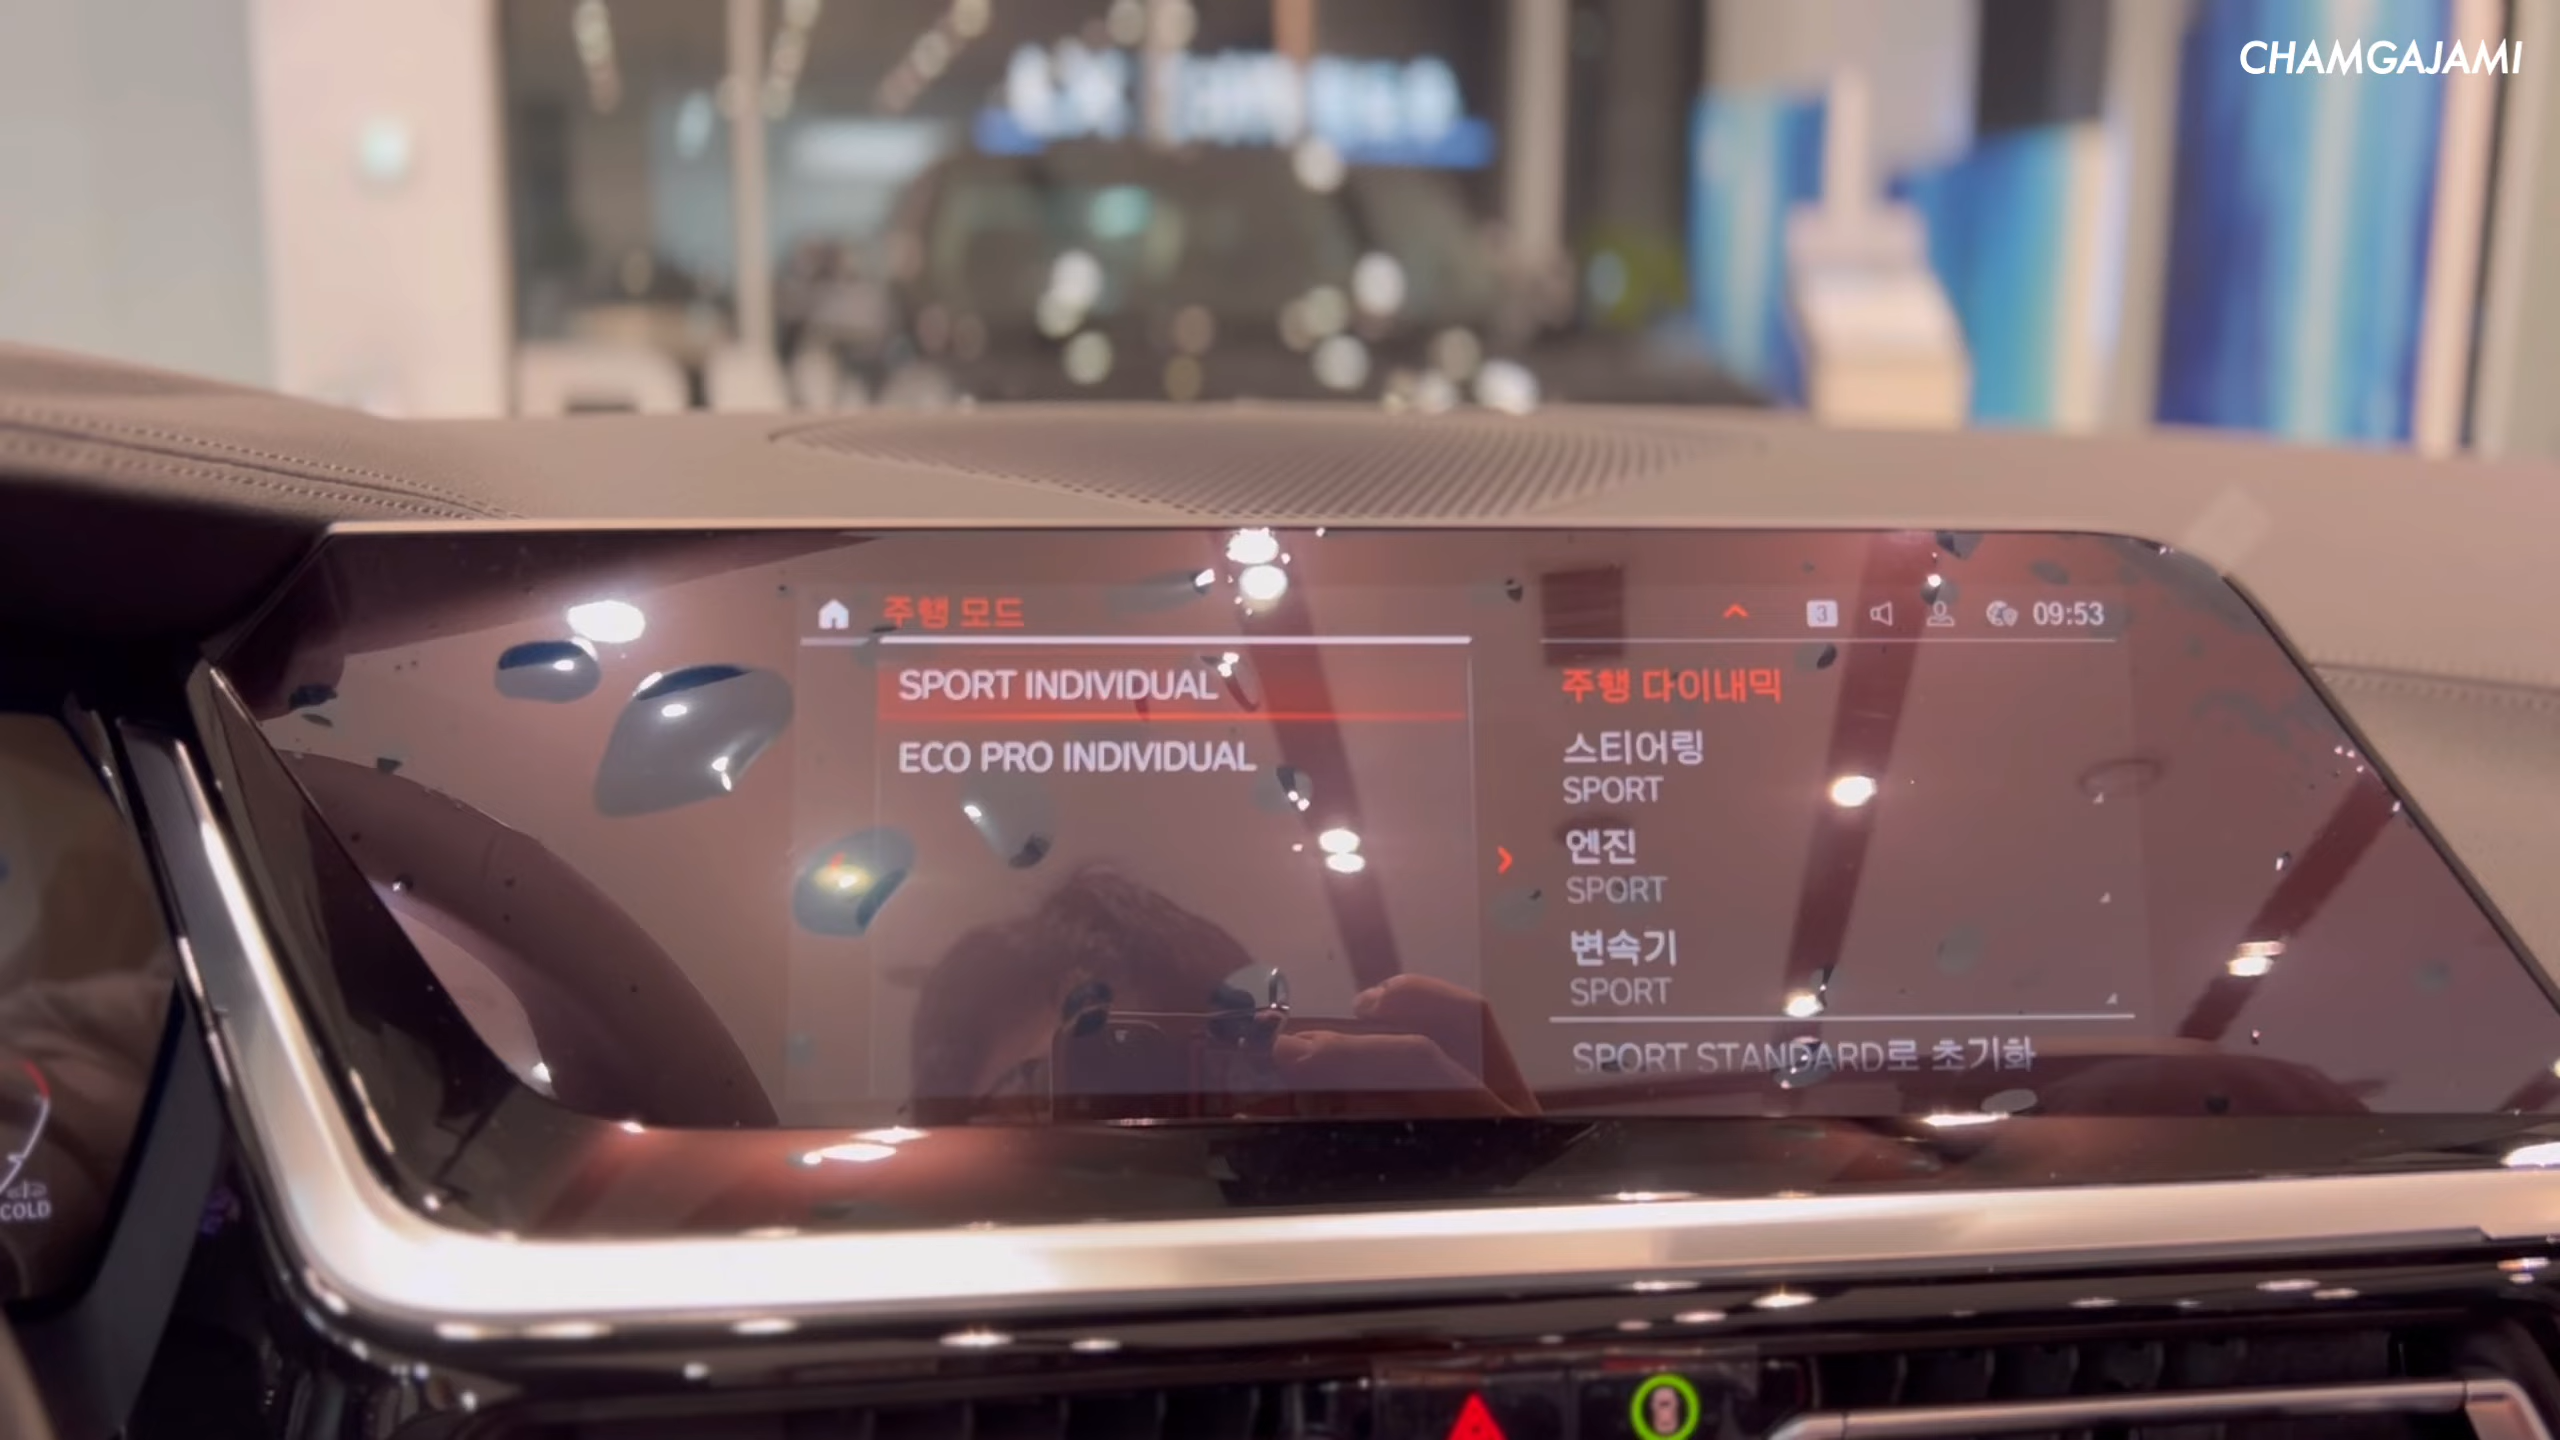 CHAMGAJAMI
주행 모드
3
09:53
SPORT INDIVIDUAL
ECO PRO INDIVIDUAL
주행 다이내믹
스티어링
SPORT
엔진
SPORT
변속기
SPORT
SPORT STANDARD로 초기화
COLD